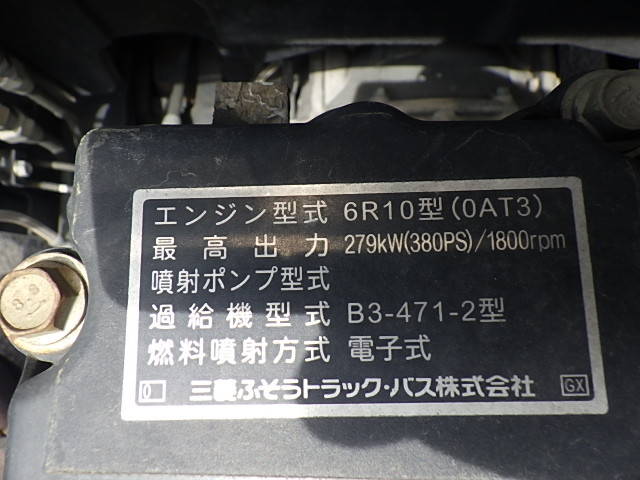 エンジン型式 6R10型(0AT3)
最高出力 279kW(380PS)/1800rpm
噴射ポンプ型式
過給機型式 B3-471-2型
燃料噴射方式 電子式
0 三菱ふそうトラック・バス株式会社 GX